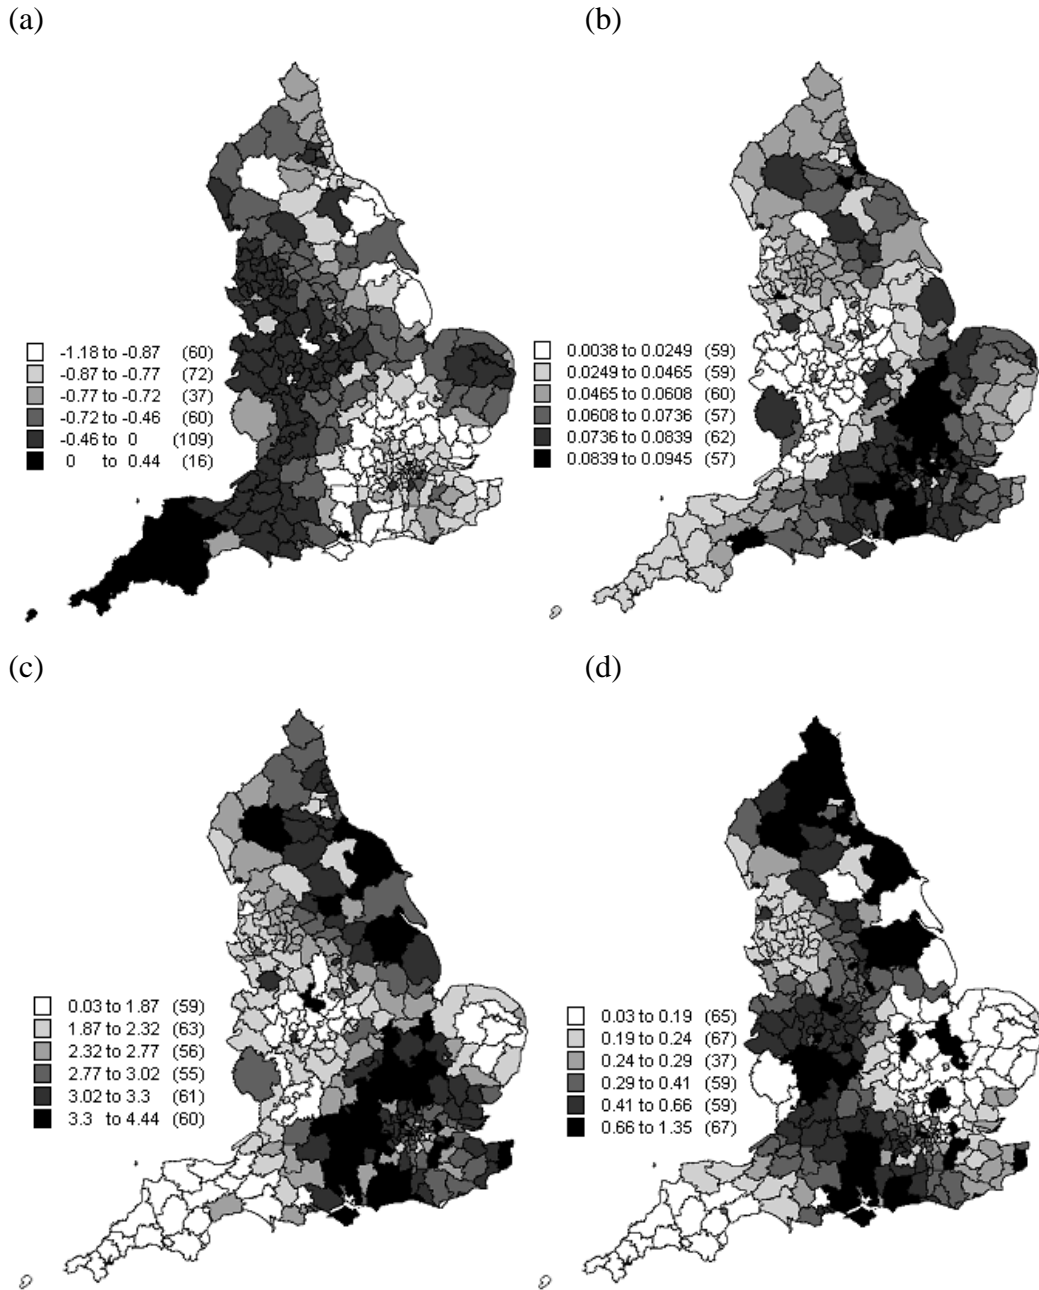 (a)
(b)
-1.18 to -0.87 (60)
-0.87 to -0.77 (72)
-0.77 to -0.72 (37)
-0.72 to -0.46 (60)
-0.46 to 0 (109)
0 to 0.44 (16)
0.0038 to 0.0249 (59)
0.0249 to 0.0465 (59)
0.0465 to 0.0608 (60)
0.0608 to 0.0736 (57)
0.0736 to 0.0839 (62)
0.0839 to 0.0945 (57)
(c)
(d)
0.03 to 1.87 (59)
1.87 to 2.32 (63)
2.32 to 2.77 (56)
2.77 to 3.02 (55)
3.02 to 3.3 (61)
3.3 to 4.44 (60)
0.03 to 0.19 (65)
0.19 to 0.24 (67)
0.24 to 0.29 (37)
0.29 to 0.41 (59)
0.41 to 0.66 (59)
0.66 to 1.35 (67)